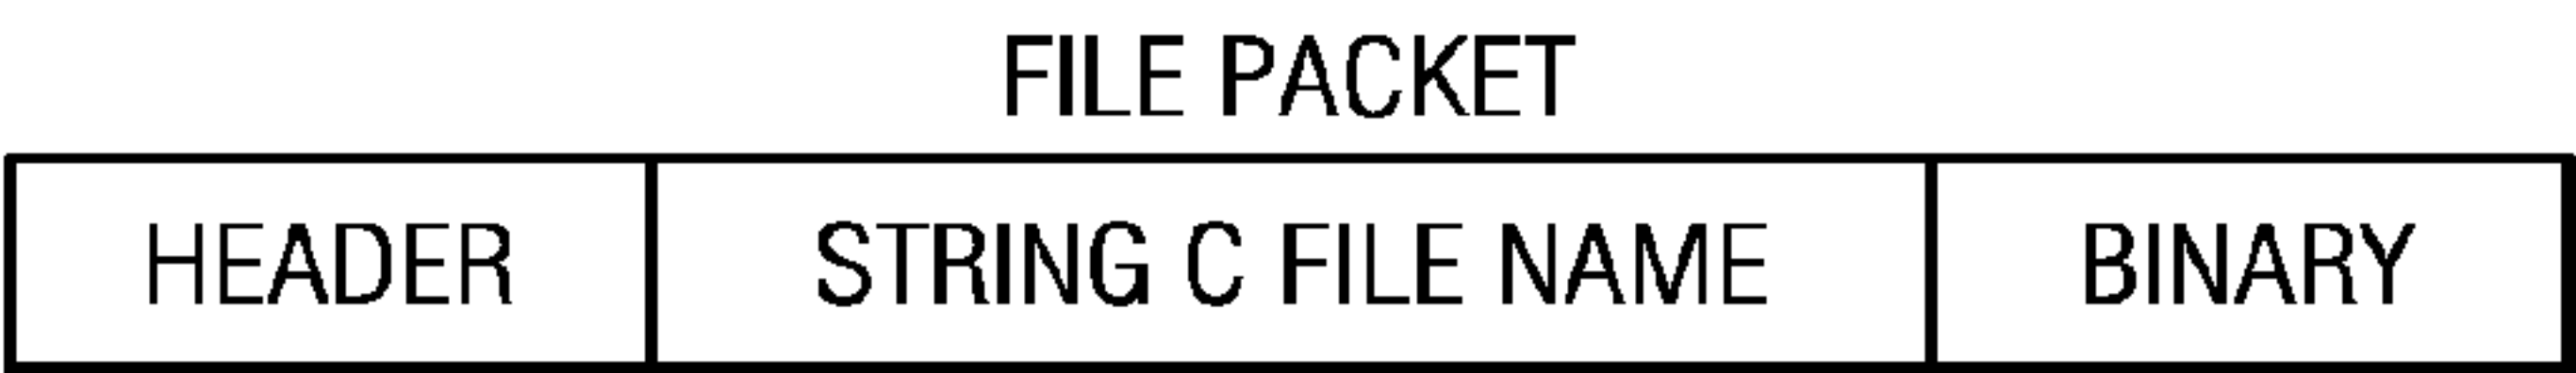 FILE PACKET
HEADER STRING C FILE NAME BINARY